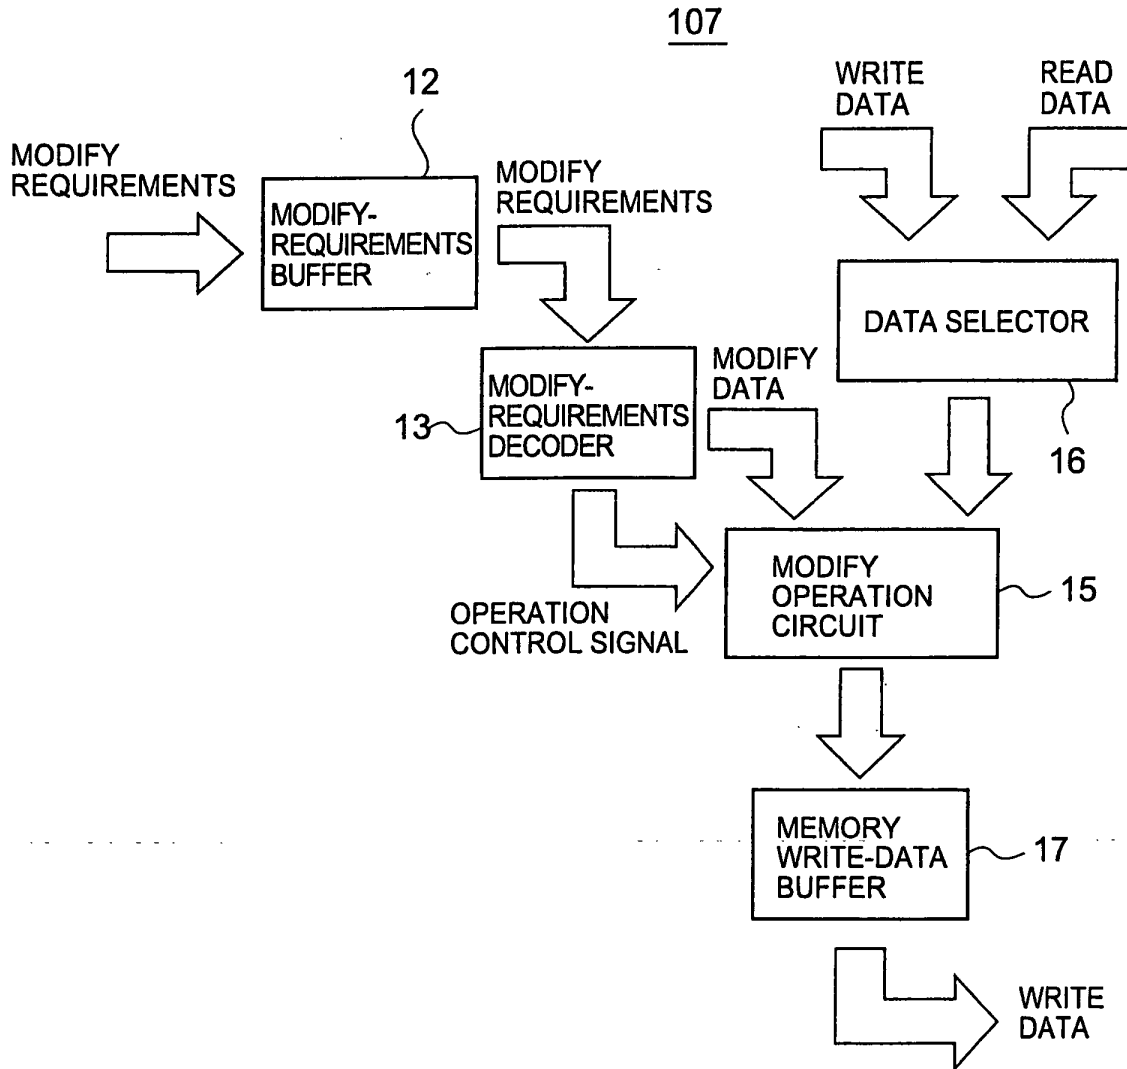 107
12
WRITE
DATA
READ
DATA
MODIFY
REQUIREMENTS
MODIFY
REQUIREMENTS
MODIFY-
REQUIREMENTS
BUFFER
DATA SELECTOR
16
MODIFY
DATA
13
MODIFY-
REQUIREMENTS
DECODER
OPERATION
CONTROL SIGNAL
MODIFY
OPERATION
CIRCUIT
15
MEMORY
WRITE-DATA
BUFFER
17
WRITE
DATA